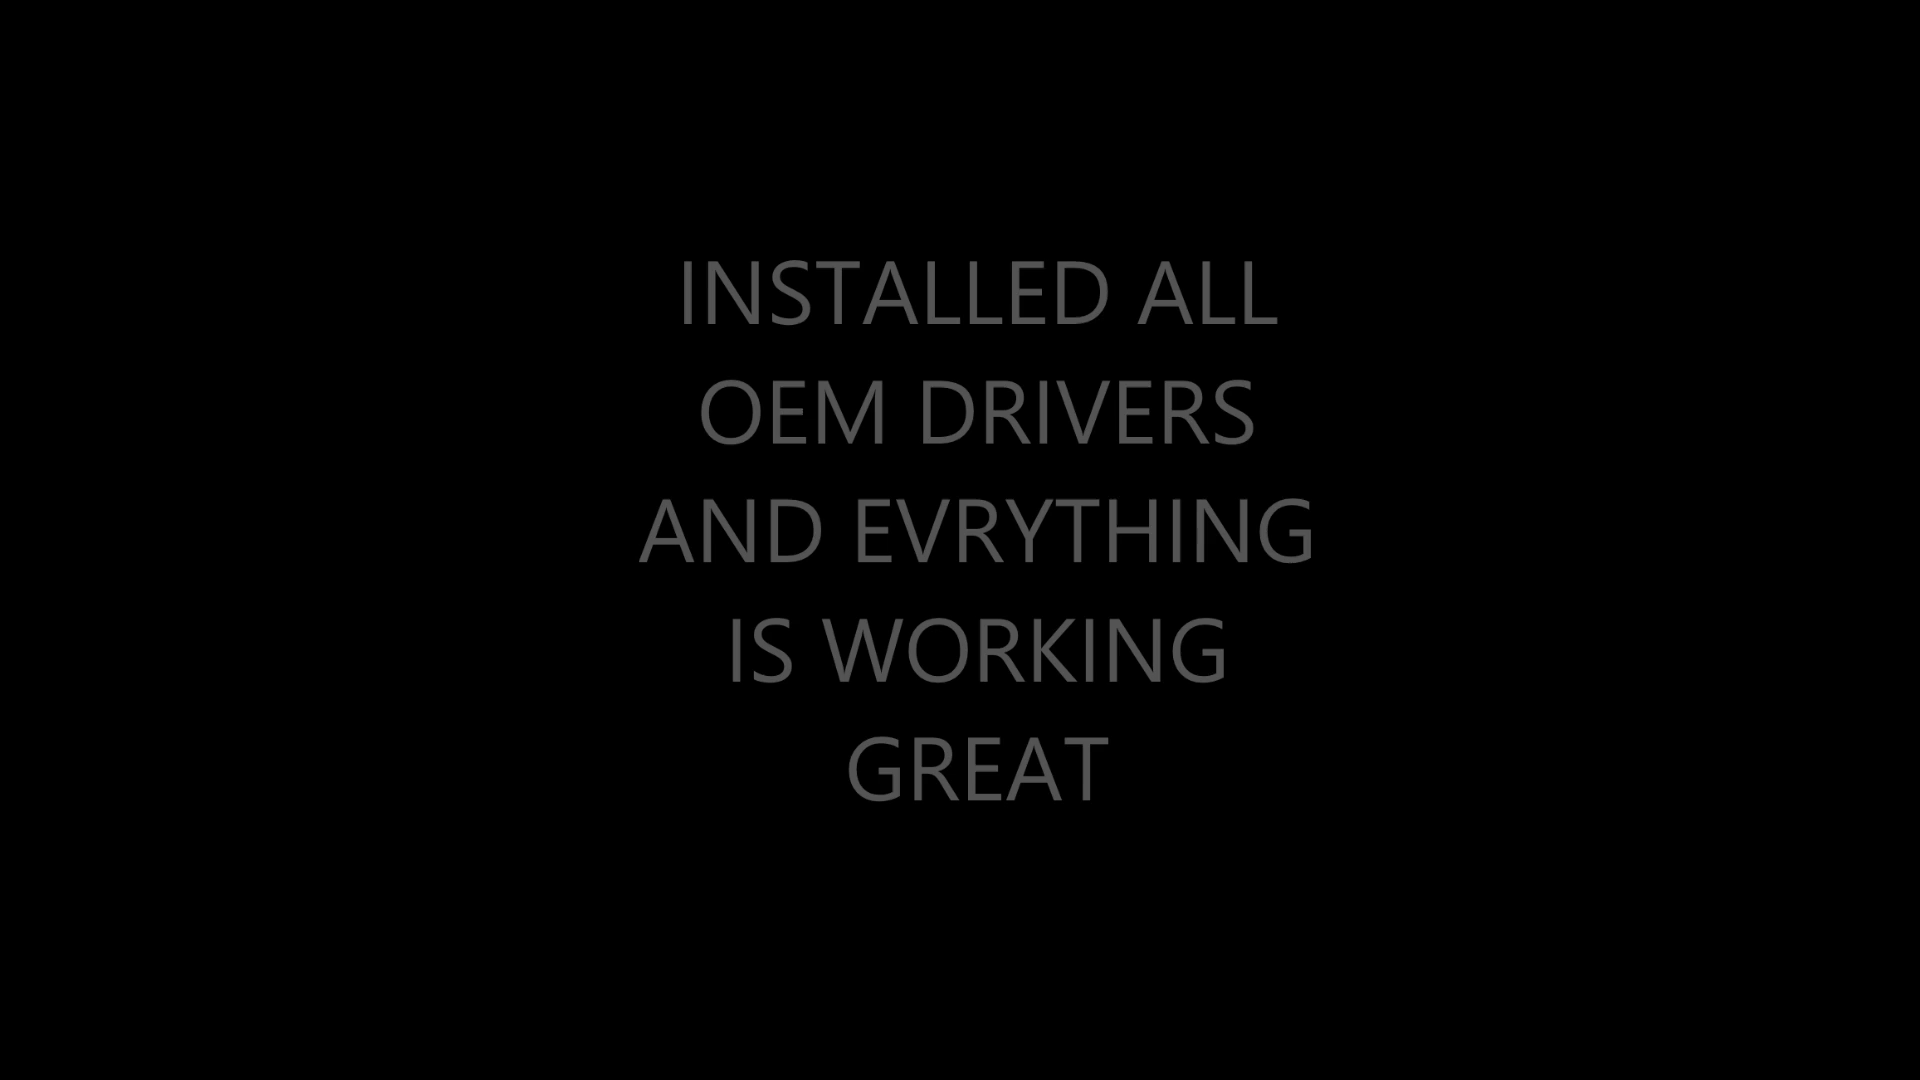 INSTALLED ALL
OEM DRIVERS
AND EVRYTHING
IS WORKING
GREAT